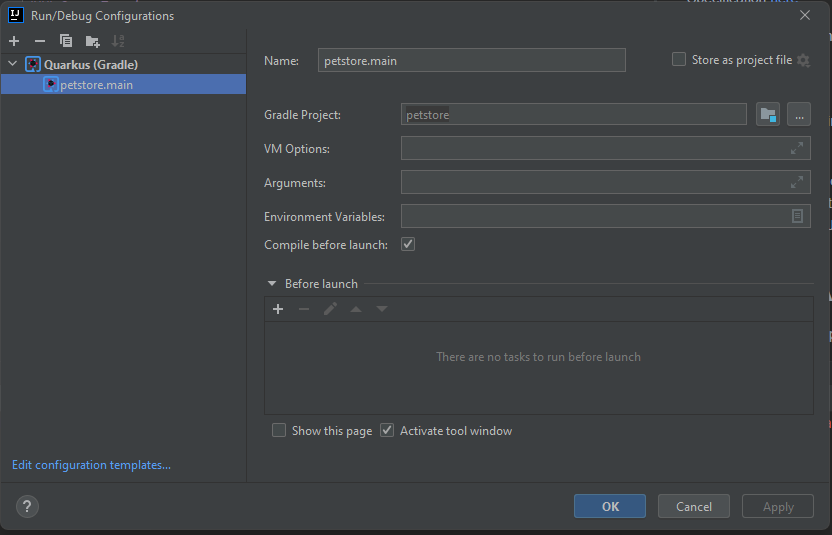 IJ Run/Debug Configurations
Quarkus (Gradle)
petstore.main
Name: petstore.main Store as project file
Gradle Project: petstore ...
VM Options:
Arguments:
Environment Variables:
Compile before launch:
Before launch
There are no tasks to run before launch
Show this page Activate tool window
Edit configuration templates...
? OK Cancel Apply